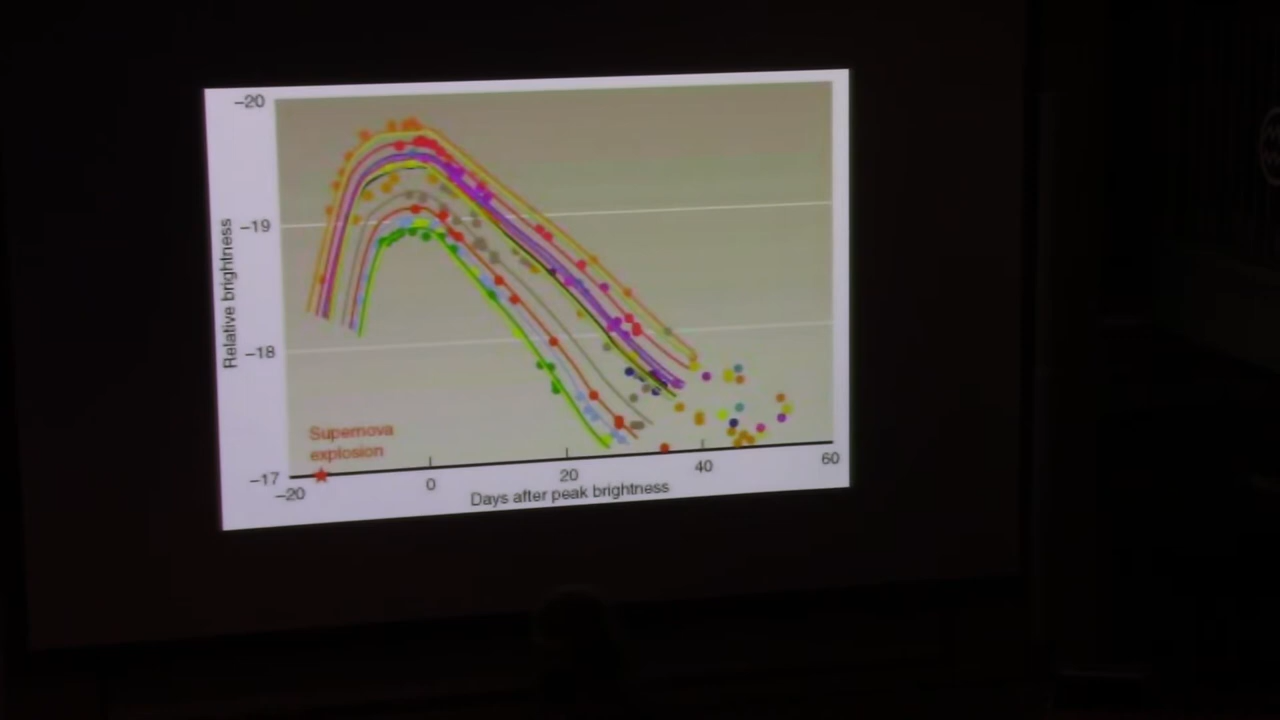 −20
−19
Relative brightness
−18
Supernova
explosion
−17
−20
0
20
40
60
Days after peak brightness